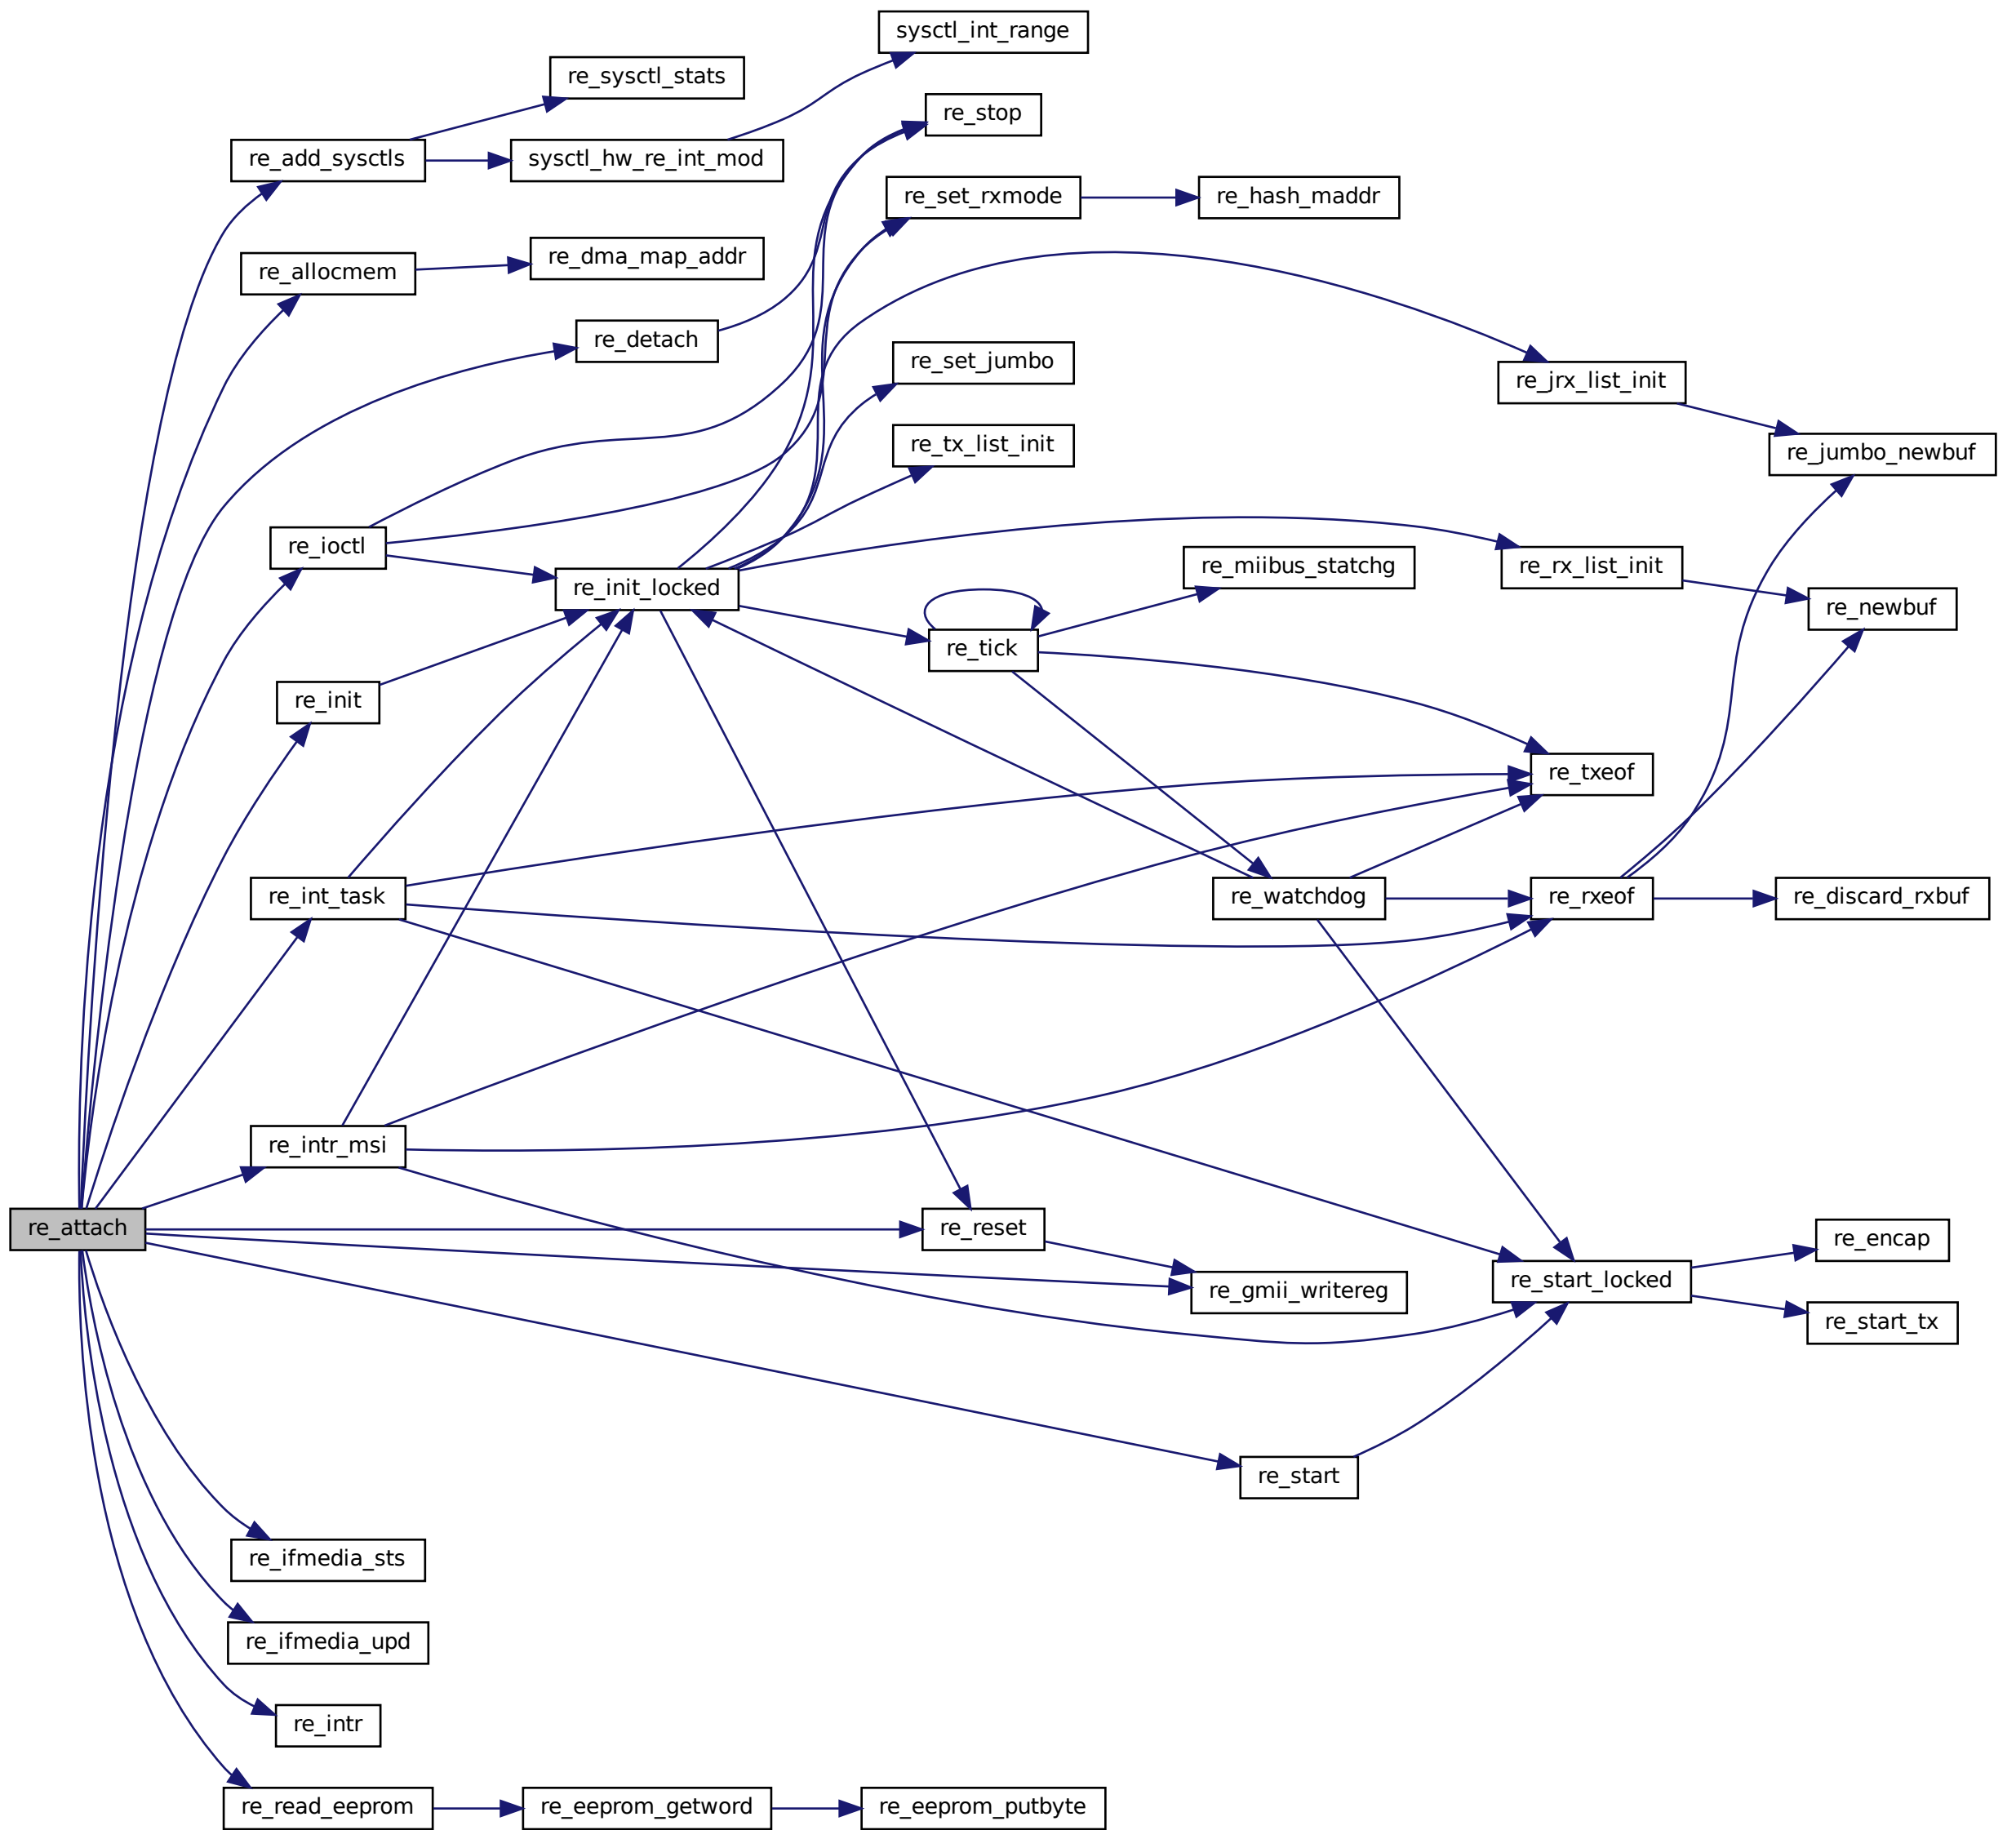 sysctl_int_range
re_sysctl_stats
re_stop
re_add_sysctls
sysctl_hw_re_int_mod
re_set_rxmode
re_hash_maddr
re_allocmem
re_dma_map_addr
re_detach
re_set_jumbo
re_jrx_list_init
re_tx_list_init
re_jumbo_newbuf
re_ioctl
re_init_locked
re_miibus_statchg
re_rx_list_init
re_newbuf
re_tick
re_init
re_txeof
re_int_task
re_watchdog
re_rxeof
re_discard_rxbuf
re_intr_msi
re_attach
re_reset
re_encap
re_gmii_writereg
re_start_locked
re_start_tx
re_start
re_ifmedia_sts
re_ifmedia_upd
re_intr
re_read_eeprom
re_eeprom_getword
re_eeprom_putbyte